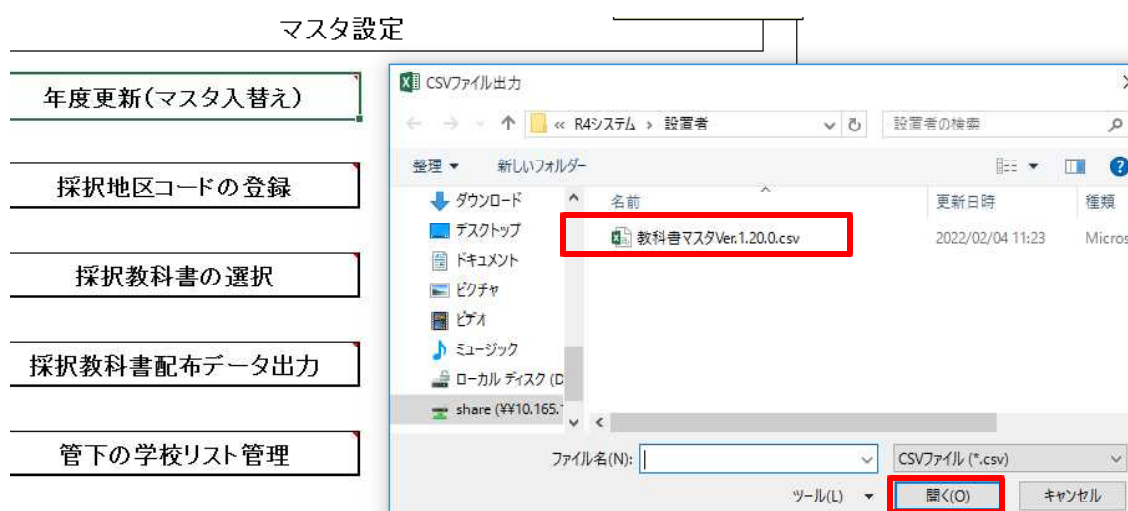 マスタ設定
年度更新(マスタ入替え)
採択地区コードの登録
採択教科書の選択
採択教科書配布データ出力
管下の学校リスト管理
CSVファイル出力
« R4システム › 設置者
設置者の検索
整理
新しいフォルダー
ダウンロード
デスクトップ
ドキュメント
ピクチャ
ビデオ
ミュージック
ローカル ディスク (D
share (¥¥10.165.
名前
更新日時
種類
教科書マスタVer.1.20.0.csv
2022/02/04 11:23
Micros
ファイル名(N):
CSVファイル (*.csv)
ツール(L)
開く(O)
キャンセル